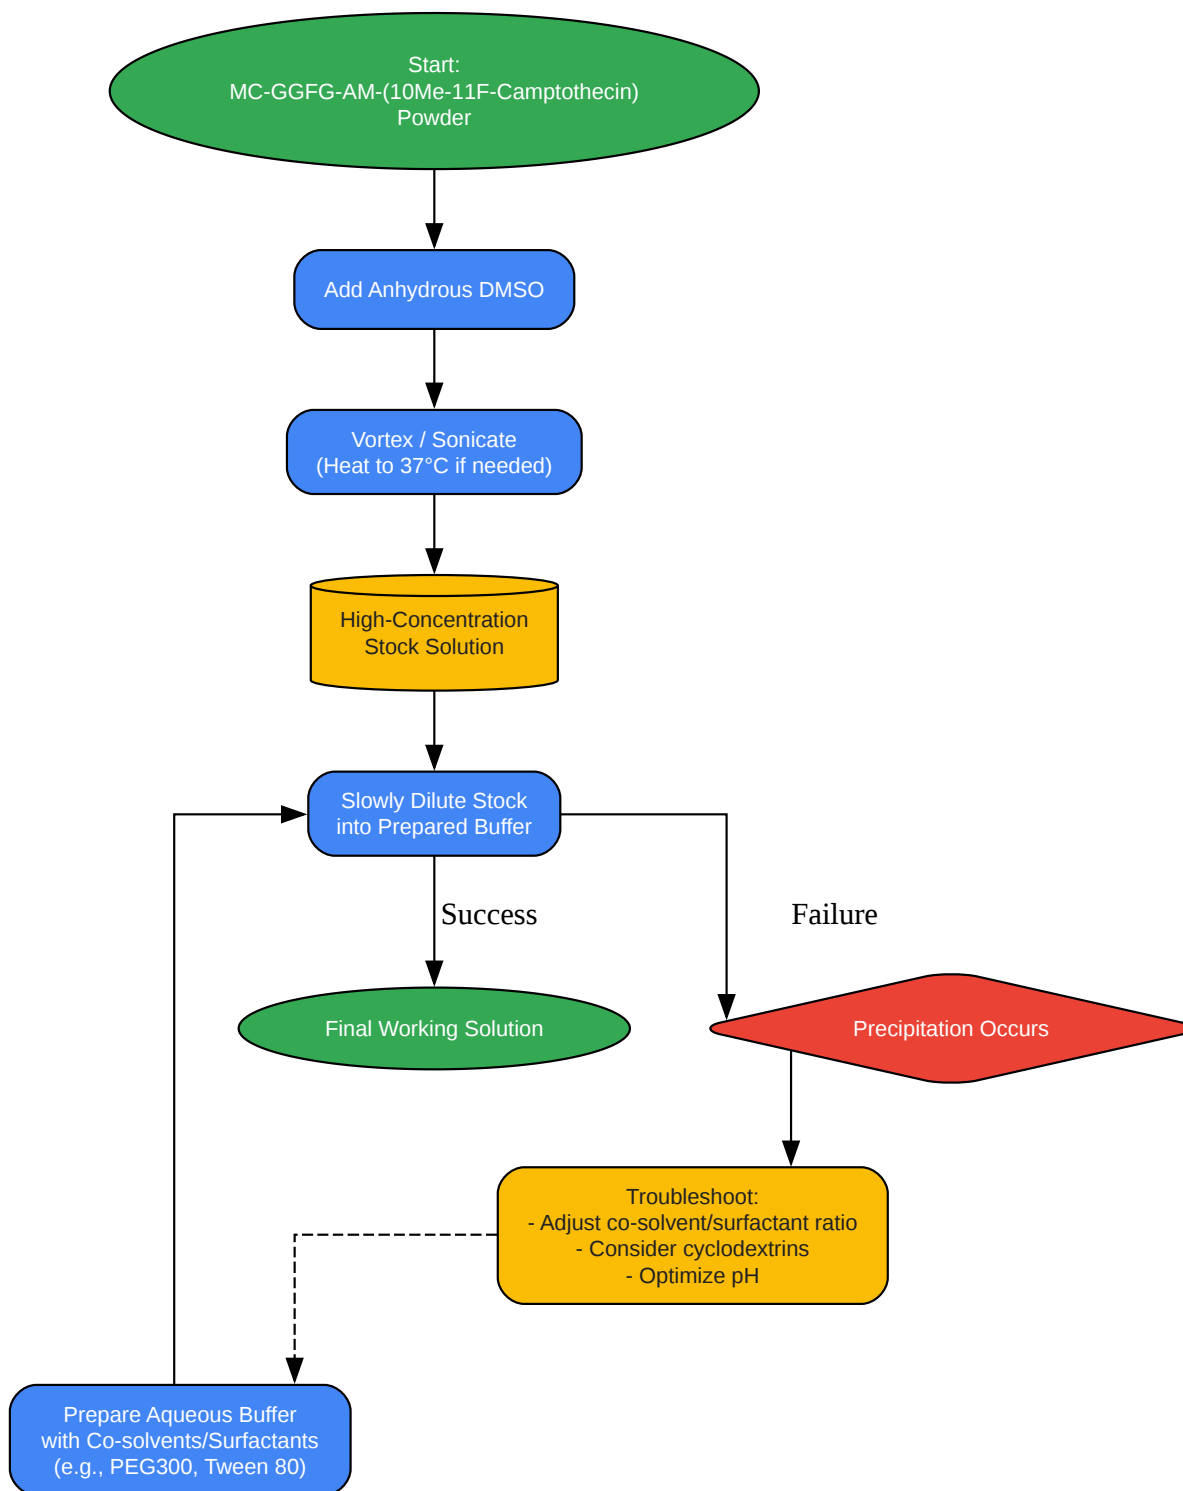 Start:
MC-GGFG-AM-(10Me-11F-Camptothecin)
Powder
Add Anhydrous DMSO
Vortex / Sonicate
(Heat to 37°C if needed)
High-Concentration
Stock Solution
Slowly Dilute Stock
into Prepared Buffer
Success
Failure
Final Working Solution
Precipitation Occurs
Troubleshoot:
- Adjust co-solvent/surfactant ratio
- Consider cyclodextrins
- Optimize pH
Prepare Aqueous Buffer
with Co-solvents/Surfactants
(e.g., PEG300, Tween 80)